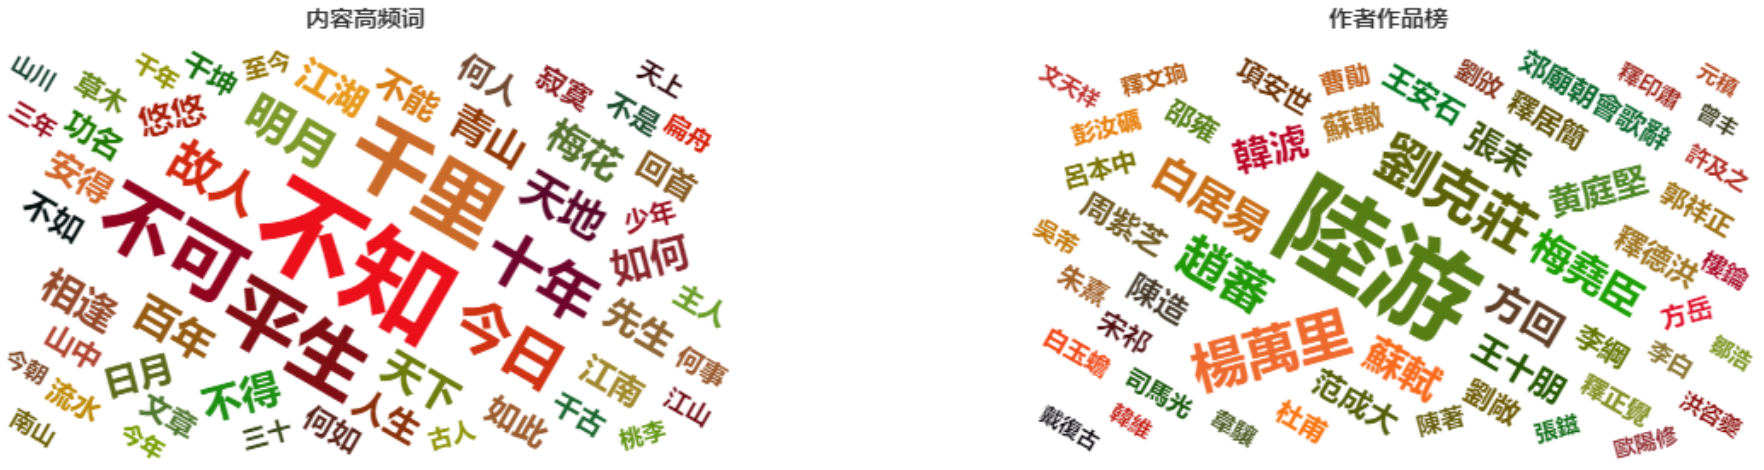 内容高频词
山川
千年
乾坤
至今
江湖
不能
何人
寂寞
天上
草木
三年
功名
悠悠
明月
千里
青山
梅花
不是
扁舟
安得
故人
回首
不如
不可
不知
天地
少年
十年
如何
平生
相逢
百年
今日
先生
主人
山中
今朝
日月
天下
江南
何事
流水
文章
不得
人生
如此
千古
江山
南山
今年
三十
何如
古人
桃李
作者作品榜
文天祥
釋文珦
項安世
曹勛
王安石
劉攽
郊廟朝會歌辭
釋印肅
元稹
彭汝礪
邵雍
韓淲
蘇轍
張耒
釋居簡
曾丰
呂本中
白居易
劉克莊
黄庭堅
許及之
郭祥正
周紫芝
吳芾
趙蕃
陸游
梅堯臣
釋德洪
樓鑰
朱熹
陳造
方回
方岳
白玉蟾
宋祁
楊萬里
蘇軾
王十朋
李綱
李白
鄒浩
司馬光
范成大
劉敞
釋正覺
洪咨夔
戴復古
韓維
韋驤
杜甫
陳著
張鎡
歐陽修